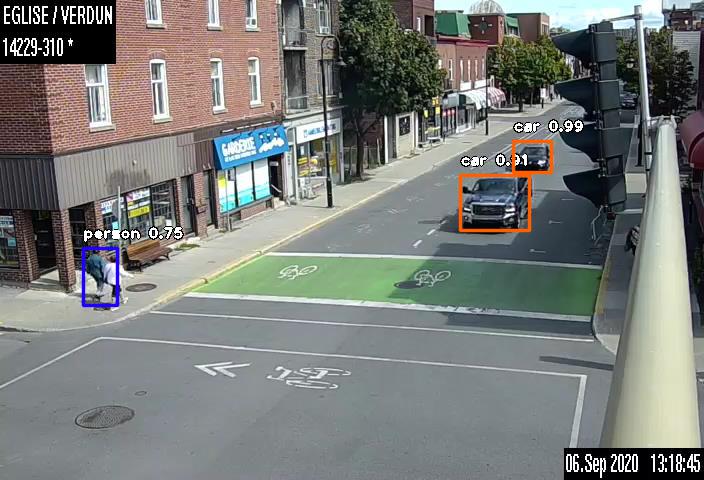 EGLISE / VERDUN
14229-310 *
car 0.99
car 0.91
GARDERIE
person 0.75
06.Sep 2020 13:18:45